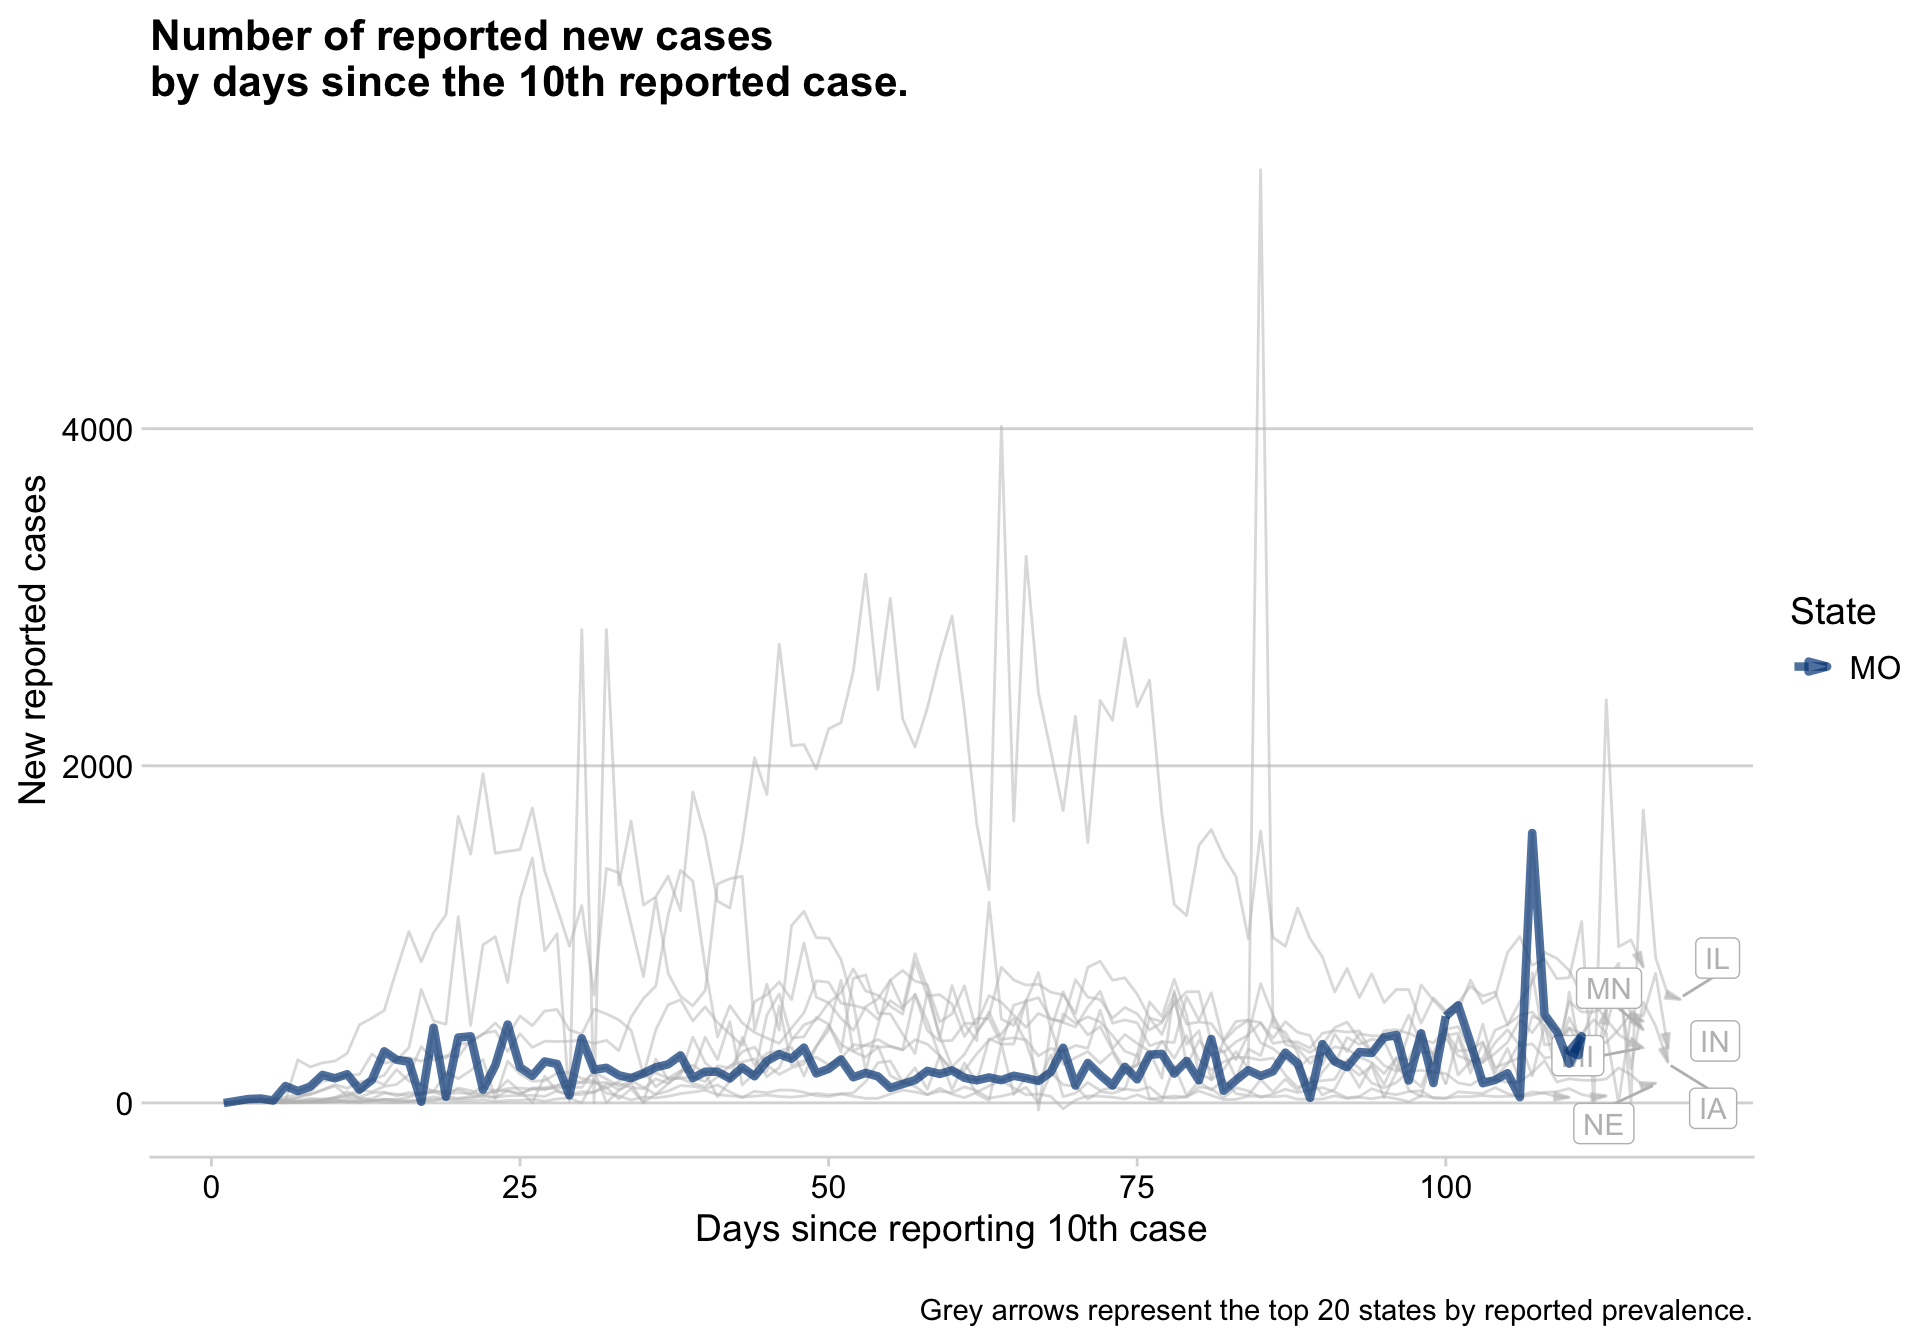 Number of reported new cases
by days since the 10th reported case.
New reported cases
4000
2000
0
0
25
50
75
100
Days since reporting 10th case
State
MO
IL
MN
IN
IA
NE
Grey arrows represent the top 20 states by reported prevalence.